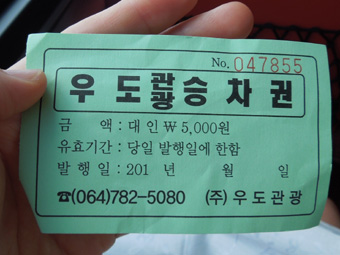 No. 047855
우도관광승차권
금 액 : 대인 ₩ 5,000원
유효기간 : 당일 발행일에 한함
발행일 : 201 년 월 일
☎(064)782-5080 (주) 우도관광